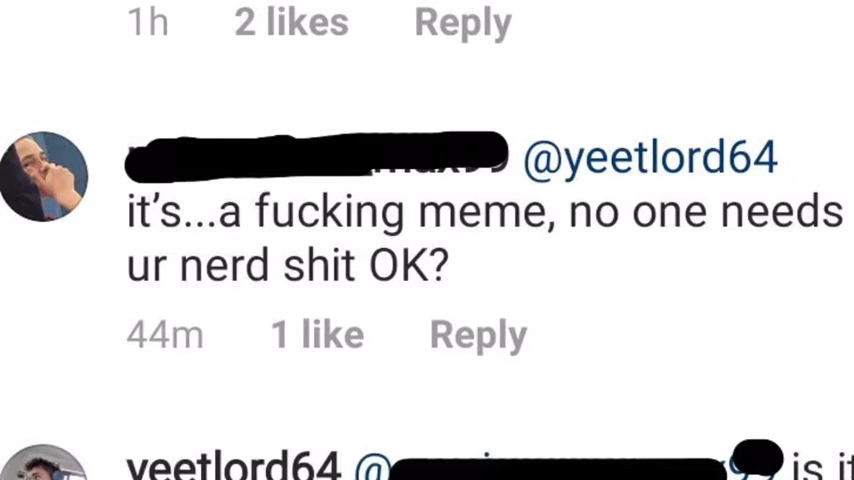 1h 2 likes Reply
@yeetlord64
it's...a fucking meme, no one needs
ur nerd shit OK?
44m 1 like Reply
yeetlord64 @ is it